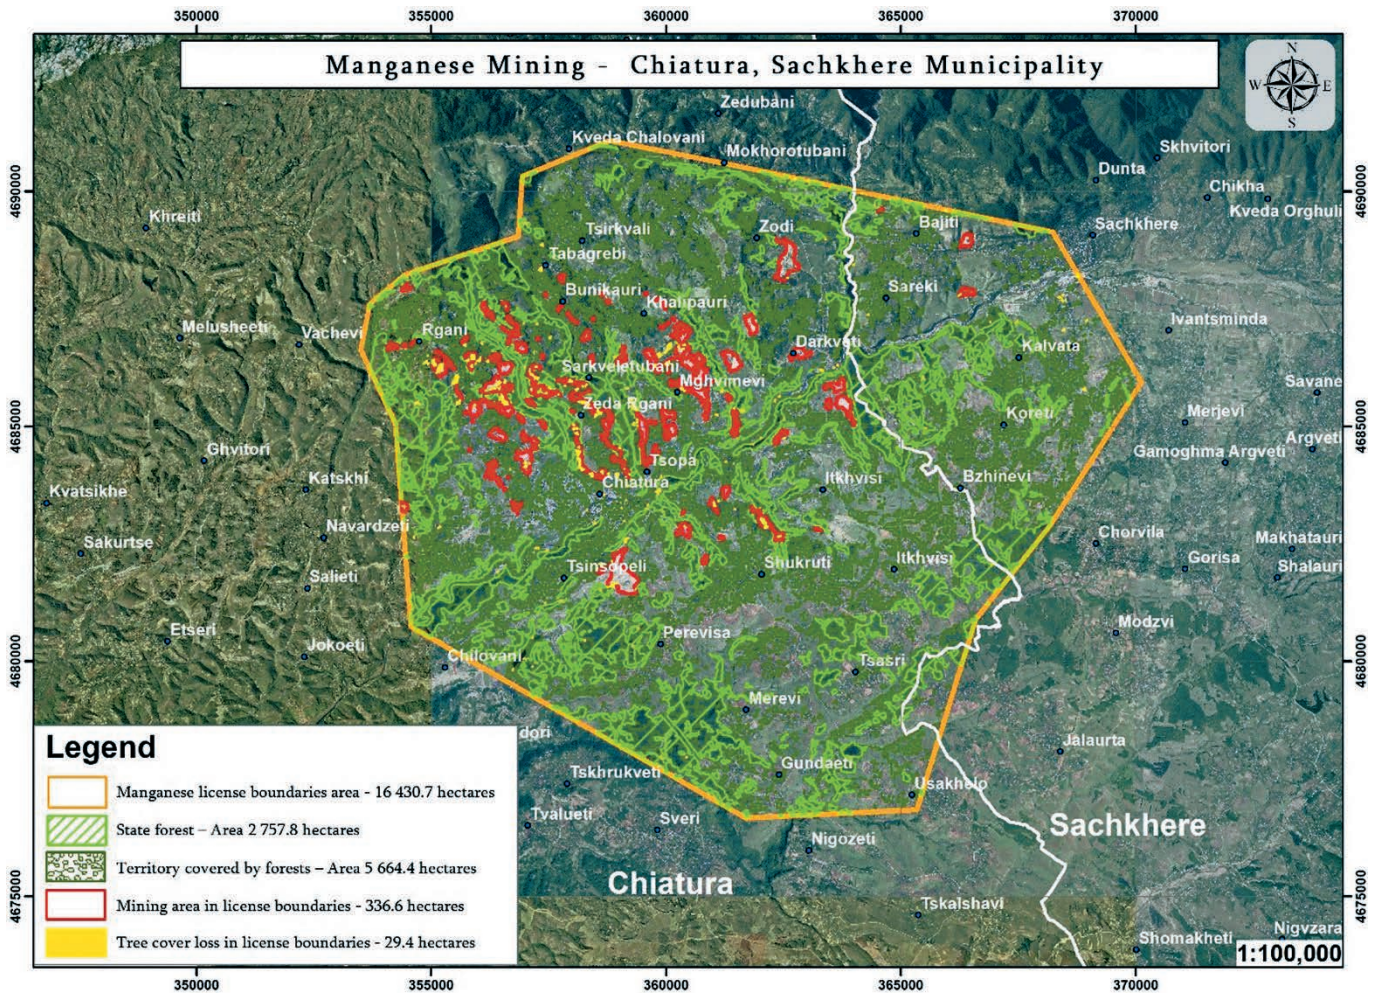 350000 355000 360000 365000 370000
Manganese Mining - Chiatura, Sachkhere Municipality
N
W E
S
Zedubani
Kveda Chalovani
Mokhorotubani
Skhvitori
Dunta
4690000
4690000
Chikha
Kveda Orghuli
Khreiti
Tsirkvali
Zodi
Bajiti
Sachkhere
Tabagrebi
Bunikauri
Khalipauri
Sareki
Melusheeti
Vachevi
Rgani
Darkveti
Kalvata
Ivantsminda
Sarkveletubani
Mghvimevi
Savane
Zeda Rgani
Koreti
Merjevi
4685000
4685000
Argveti
Ghvitori
Tsopa
Gamoghma Argveti
Katskhi
Chiatura
Itkhvisi
Bzhinevi
Kvatsikhe
Navardzeti
Chorvila
Makhatauri
Sakurtse
Tsinsopeli
Shukruti
Itkhvisi
Gorisa
Shalauri
Salieti
Etseri
Jokoeti
Perevisa
Modzvi
4680000
4680000
Chilovani
Tsasri
Merevi
dori
Jalaurta
Tskhrukveti
Gundaeti
Usakhelo
Tvalueti
Sveri
Nigozeti
Sachkhere
Chiatura
4675000
4675000
Tskalshavi
Shomakheti
Nigvzara
1:100,000
Legend
Manganese license boundaries area - 16 430.7 hectares
State forest – Area 2 757.8 hectares
Territory covered by forests – Area 5 664.4 hectares
Mining area in license boundaries - 336.6 hectares
Tree cover loss in license boundaries - 29.4 hectares
350000 355000 360000 365000 370000